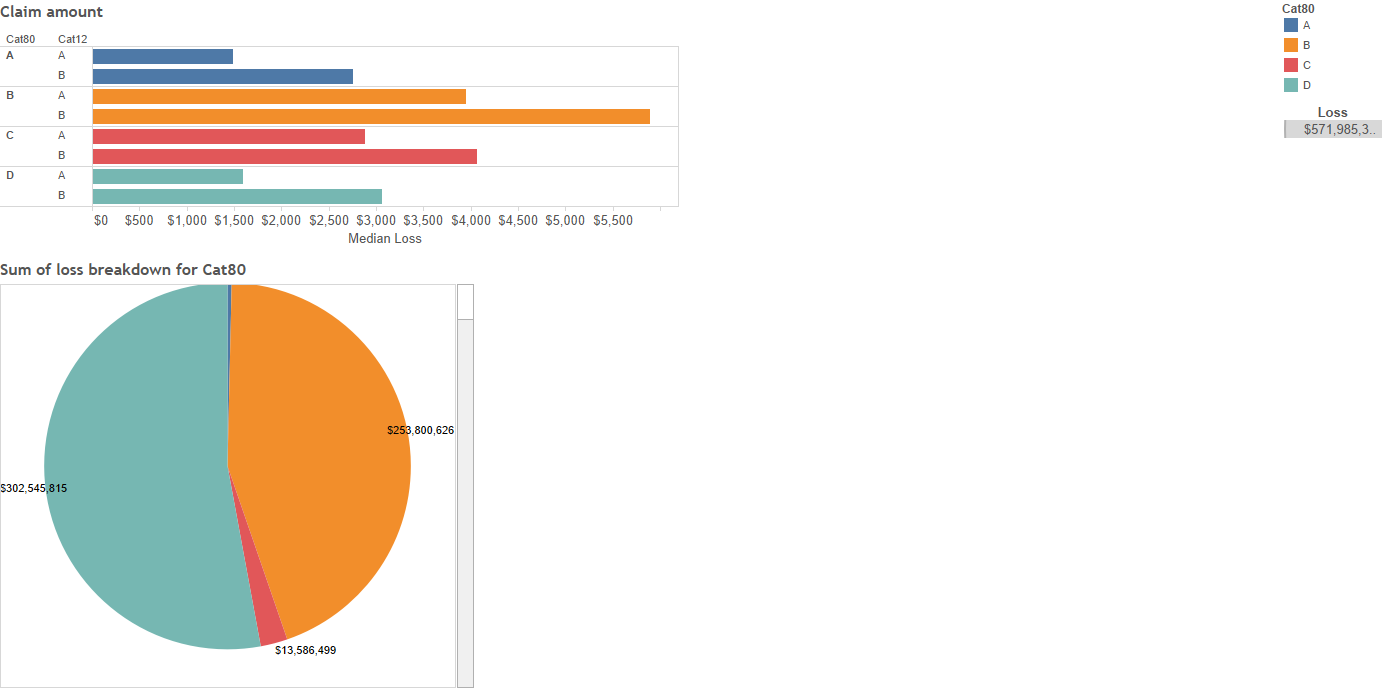 Claim amount
Cat80 Cat12
A A
B
B A
B
C A
B
D A
B
$0 $500 $1,000 $1,500 $2,000 $2,500 $3,000 $3,500 $4,000 $4,500 $5,000 $5,500
Median Loss
Sum of loss breakdown for Cat80
$253,800,626
$302,545,815
$13,586,499
Cat80
A
B
C
D
Loss
$571,985,3..